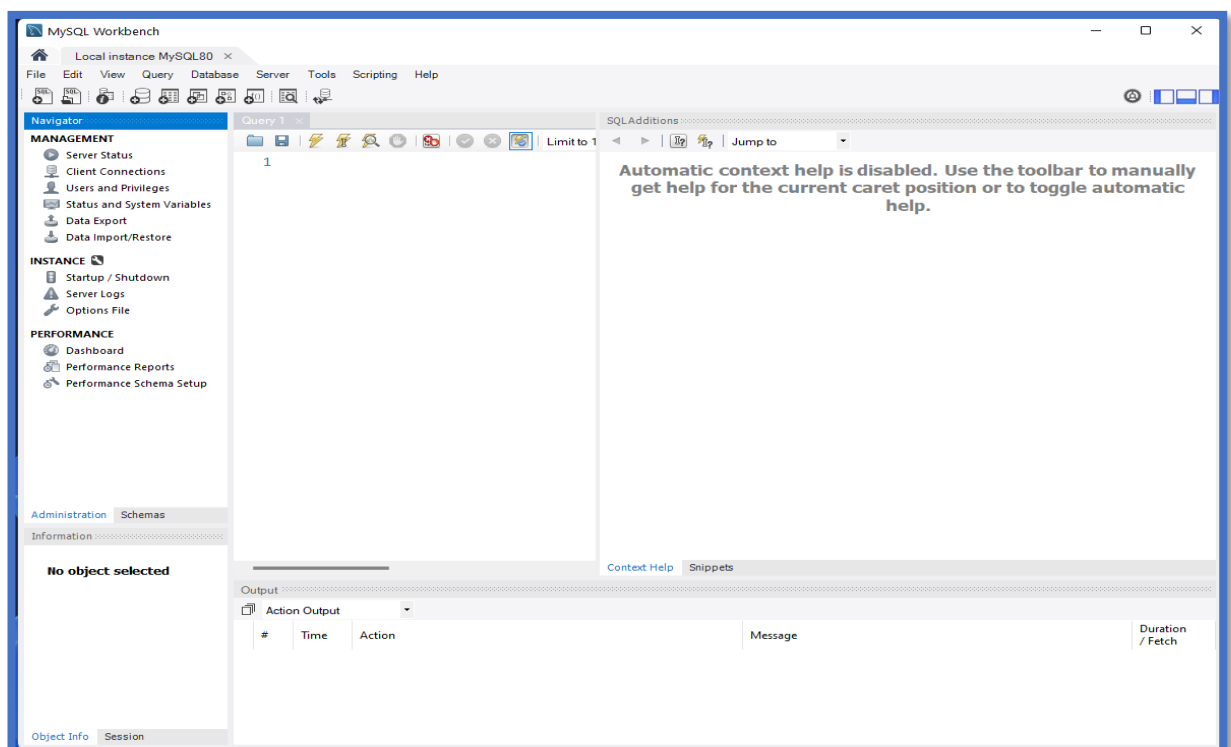 MySQL Workbench
Local instance MySQL80
File Edit View Query Database Server Tools Scripting Help
Navigator
MANAGEMENT
Server Status
Client Connections
Users and Privileges
Status and System Variables
Data Export
Data Import/Restore
INSTANCE
Startup / Shutdown
Server Logs
Options File
PERFORMANCE
Dashboard
Performance Reports
Performance Schema Setup
Administration Schemas
Information
No object selected
Object Info Session
Query 1
Limit to 1
1
SQLAdditions
Jump to
Automatic context help is disabled. Use the toolbar to manually
get help for the current caret position or to toggle automatic
help.
Context Help Snippets
Output
Action Output
# Time Action Message Duration
/ Fetch